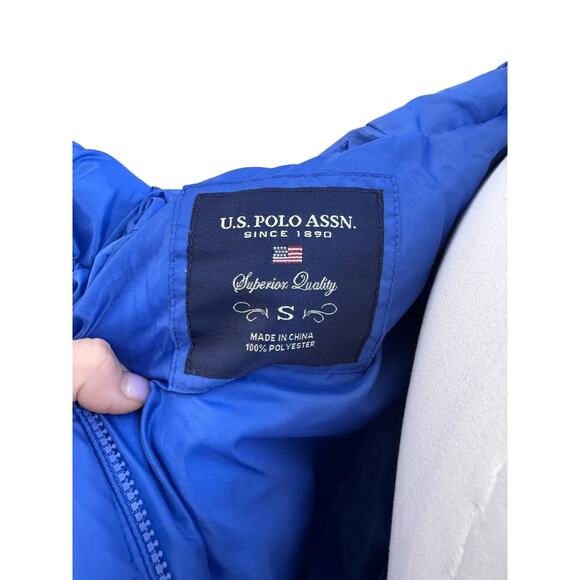 U.S. POLO ASSN.
SINCE 1890
Superior Quality
S
MADE IN CHINA
100% POLYESTER